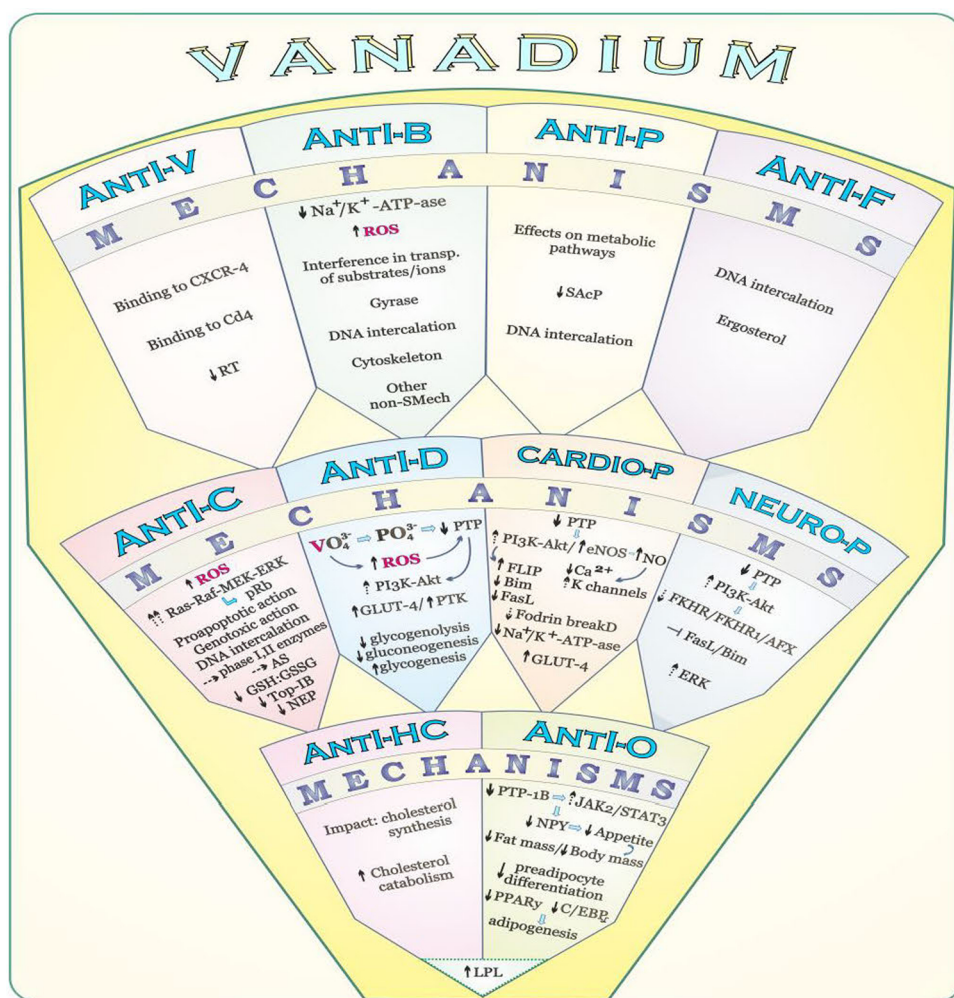 VANADIUM
ANTI-V
ANTI-B
ANTI-P
ANTI-F
MECHANISMS
Binding to CXCR-4
Binding to Cd4
↓RT
↓Na⁺/K⁺-ATP-ase
↑ROS
Interference in transp.
of substrates/ions
Gyrase
DNA intercalation
Cytoskeleton
Other
non-SMech
Effects on metabolic
pathways
↓SAcP
DNA intercalation
DNA intercalation
Ergosterol
ANTI-C
ANTI-D
CARDIO-P
NEURO-P
MECHANISMS
↑
ROS
⇡⇡Ras-Raf-MEK-ERK
pRb
Proapoptotic action
Genotoxic action
DNA intercalation
⇢phase I,II enzymes
⇢AS
↓GSH:GSSG
↓Top-IB
↓NEP
VO₄³⁻ ⇨ PO₄³⁻ ⇨ ↓PTP
↑ROS
⇡PI3K-Akt
↑GLUT-4/↑PTK
↓glycogenolysis
↓gluconeogenesis
↑glycogenesis
↓PTP
⇡PI3K-Akt/↑eNOS→↑NO
↑FLIP ↓Ca²⁺
↓Bim ↑K channels
↓FasL
⇣Fodrin breakD
↓Na⁺/K⁺-ATP-ase
↑GLUT-4
↓PTP
⇡PI3K-Akt
⇣FKHR/FKHR1/AFX
⊣FasL/Bim
⇡ERK
ANTI-HC
ANTI-O
MECHANISMS
Impact: cholesterol
synthesis
↑Cholesterol
catabolism
↓PTP-1B ⇨ ⇡JAK2/STAT3
↓NPY⇨↓Appetite
↓Fat mass/↓Body mass
↓preadipocyte
differentiation
↓PPARγ ↓C/EBP
adipogenesis
↑LPL